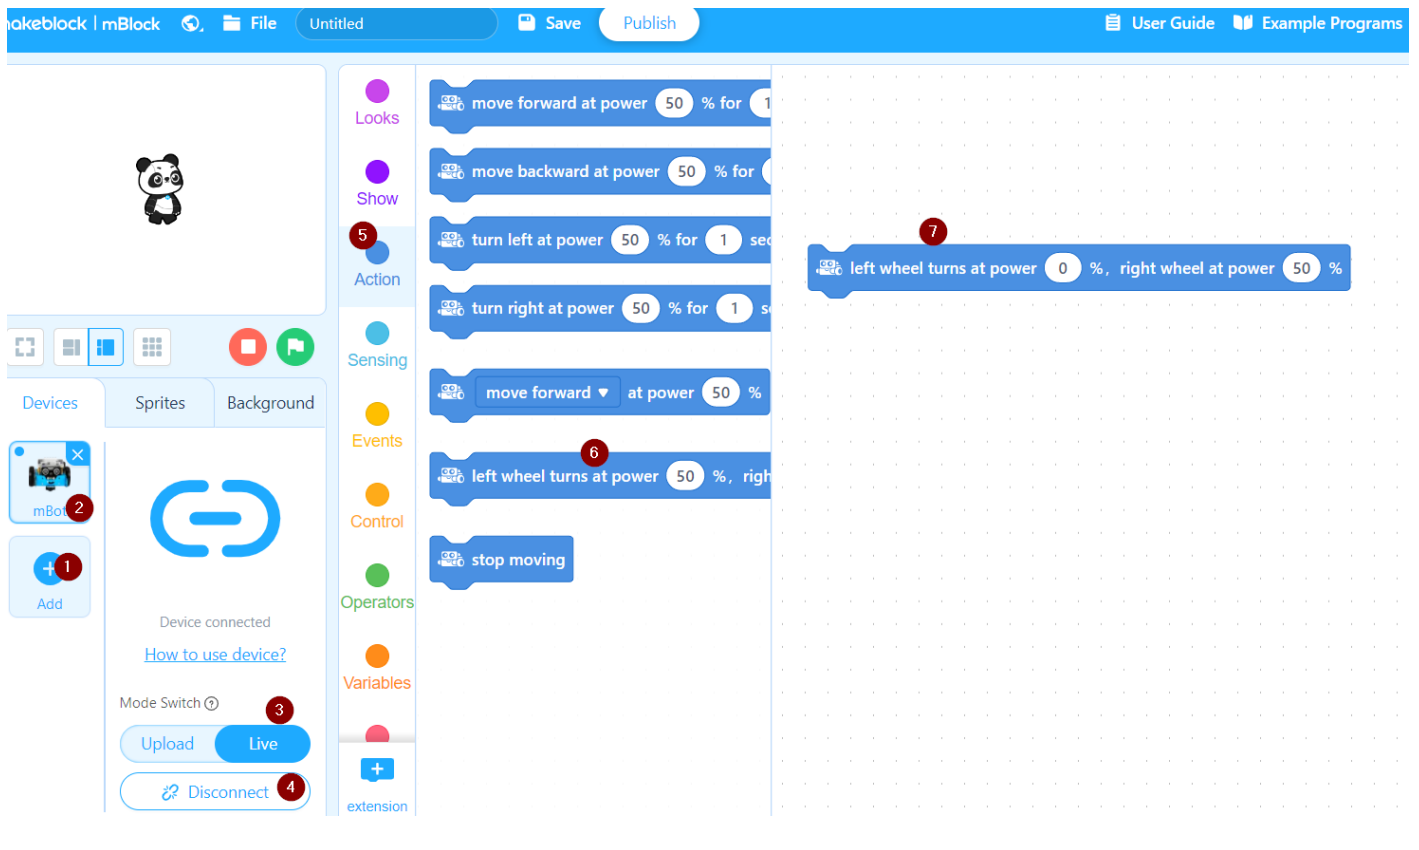 makeblock | mBlock File Untitled Save Publish User Guide Example Programs
Looks
Show
5
Action
Sensing
Events
Control
Operators
Variables
+
extension
move forward at power 50 % for 1
move backward at power 50 % for
turn left at power 50 % for 1 sec
turn right at power 50 % for 1 s
move forward ▼ at power 50 %
6
left wheel turns at power 50 %, righ
stop moving
7
left wheel turns at power 0 %, right wheel at power 50 %
Devices Sprites Background
mBot 2
+ 1
Add
Device connected
How to use device?
Mode Switch ?
3
Upload Live
Disconnect 4